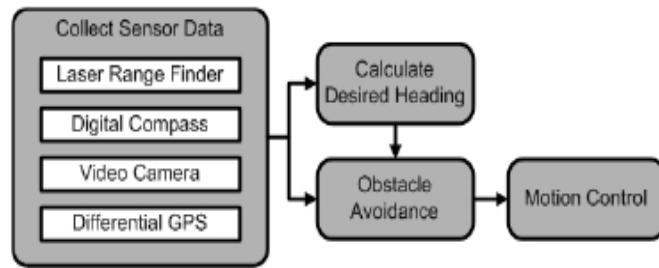 Collect Sensor Data
Laser Range Finder
Digital Compass
Video Camera
Differential GPS
Calculate
Desired Heading
Obstacle
Avoidance
Motion Control